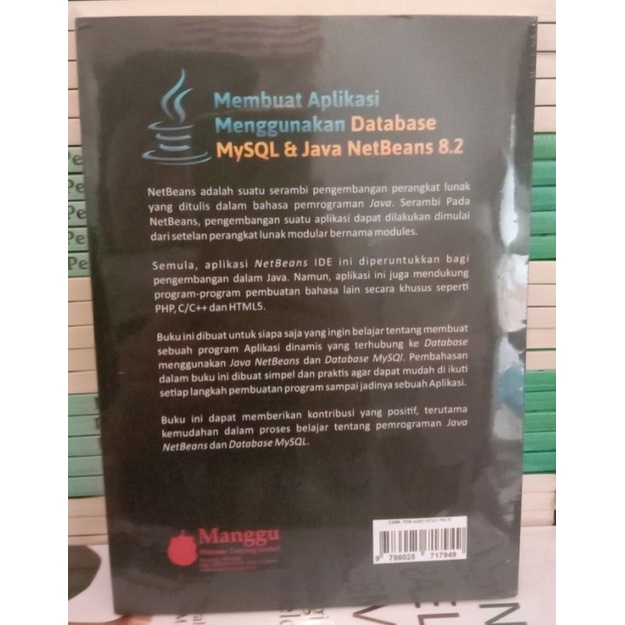 Membuat Aplikasi
Menggunakan Database
MySQL & Java NetBeans 8.2
NetBeans adalah suatu serambi pengembangan perangkat lunak
yang ditulis dalam bahasa pemrograman Java. Serambi Pada
NetBeans, pengembangan suatu aplikasi dapat dilakukan dimulai
dari setelan perangkat lunak modular bernama modules.
Semula, aplikasi NetBeans IDE ini diperuntukkan bagi
pengembangan dalam Java. Namun, aplikasi ini juga mendukung
program-program pembuatan bahasa lain secara khusus seperti
PHP, C/C++ dan HTML5.
Buku ini dibuat untuk siapa saja yang ingin belajar tentang membuat
sebuah program Aplikasi dinamis yang terhubung ke Database
menggunakan Java NetBeans dan Database MySQl. Pembahasan
dalam buku ini dibuat simpel dan praktis agar dapat mudah di ikuti
setiap langkah pembuatan program sampai jadinya sebuah Aplikasi.
Buku ini dapat memberikan kontribusi yang positif, terutama
kemudahan dalam proses belajar tentang pemrograman Java
NetBeans dan Database MySQL.
Manggu
9 786025 717949